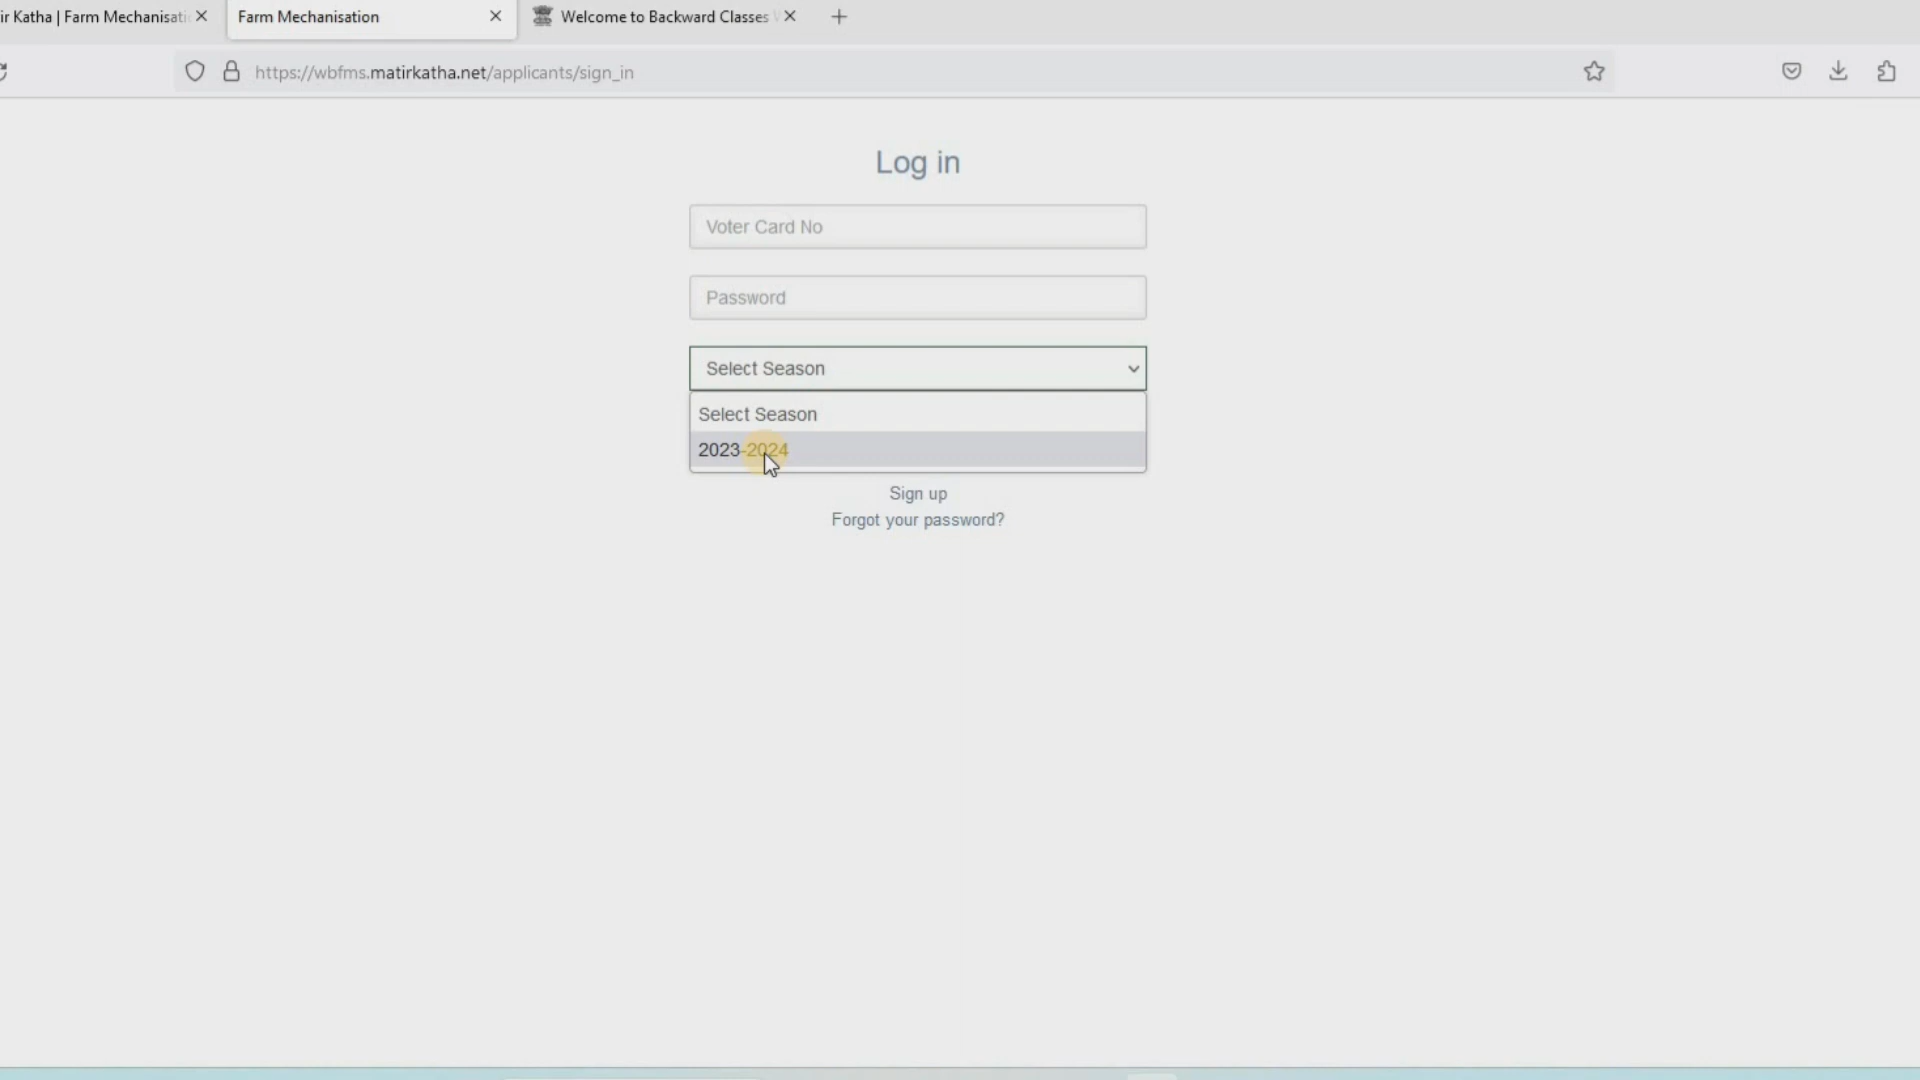 ir Katha | Farm Mechanisati
Farm Mechanisation
Welcome to Backward Classes
https://wbfms.matirkatha.net/applicants/sign_in
Log in
Voter Card No
Password
Select Season
Select Season
2023-2024
Sign up
Forgot your password?